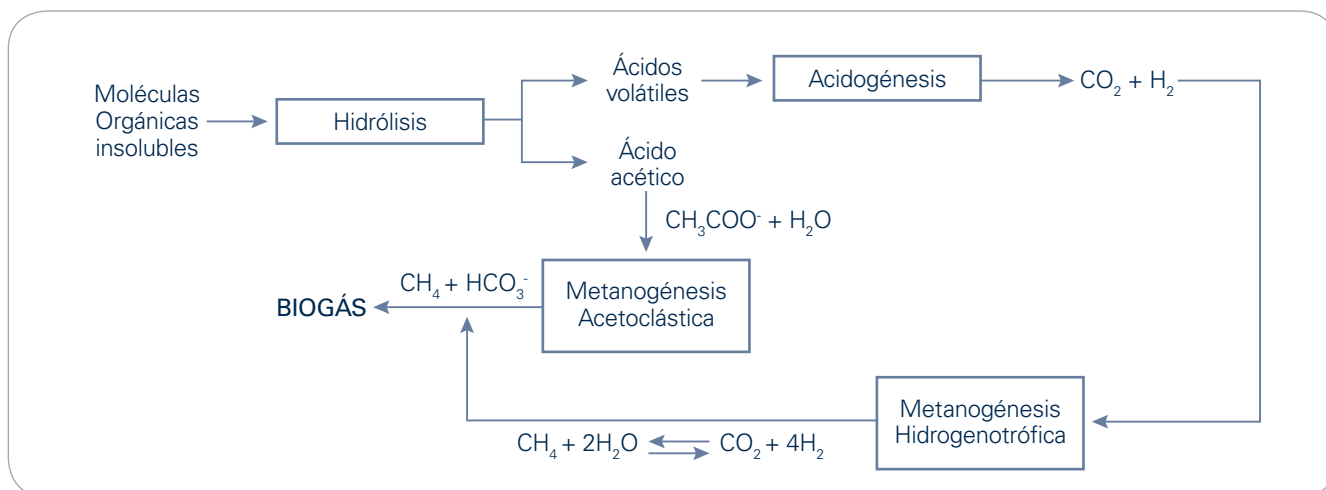 Moléculas
Orgánicas
insolubles
Hidrólisis
Ácidos
volátiles
Acidogénesis
CO₂ + H₂
Ácido
acético
CH₃COO⁻ + H₂O
Metanogénesis
Acetoclástica
CH₄ + HCO₃⁻
BIOGÁS
Metanogénesis
Hidrogenotrófica
CH₄ + 2H₂O ⇄ CO₂ + 4H₂